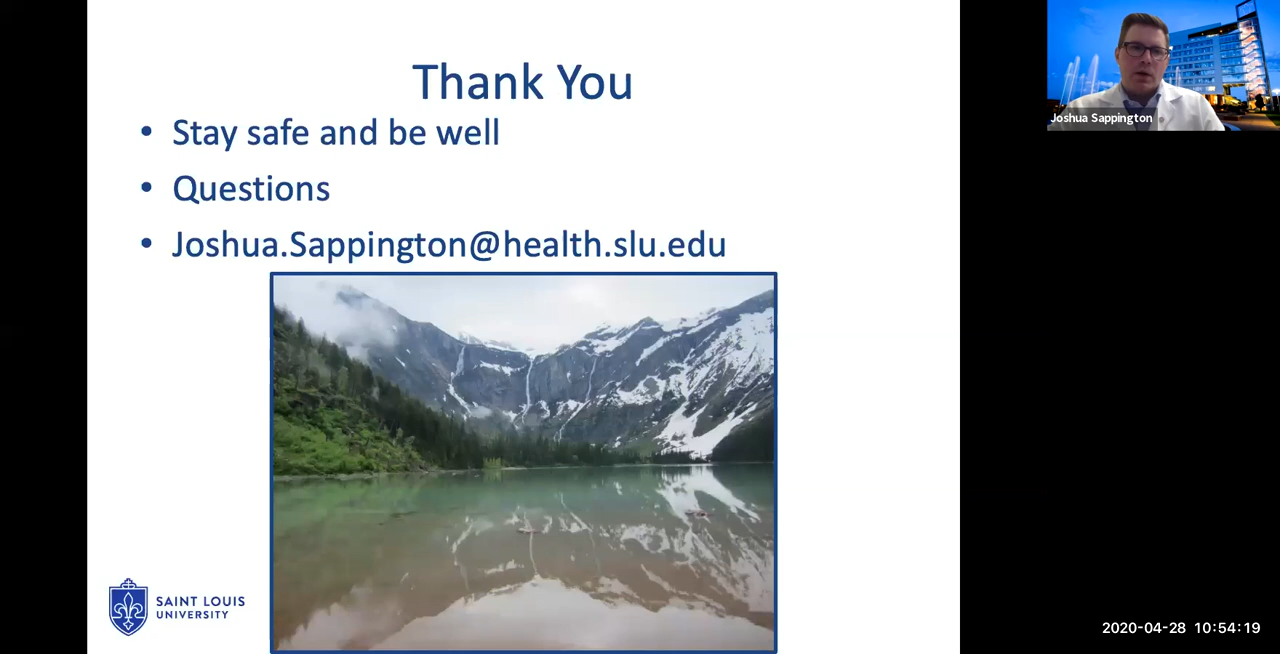 Thank You
• Stay safe and be well
• Questions
• Joshua.Sappington@health.slu.edu
SAINT LOUIS
UNIVERSITY
Joshua Sappington
2020-04-28 10:54:19